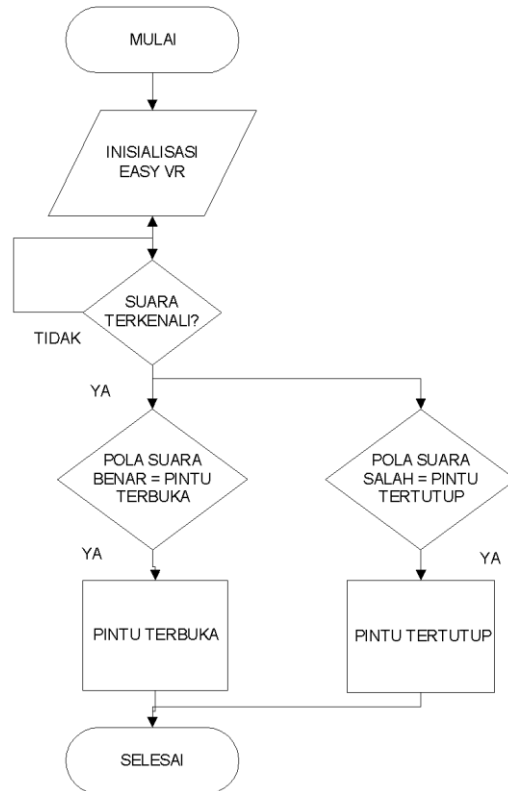 MULAI
INISIALISASI
EASY VR
SUARA
TERKENALI?
TIDAK
YA
POLA SUARA
BENAR = PINTU
TERBUKA
POLA SUARA
SALAH = PINTU
TERTUTUP
YA
YA
PINTU TERBUKA
PINTU TERTUTUP
SELESAI